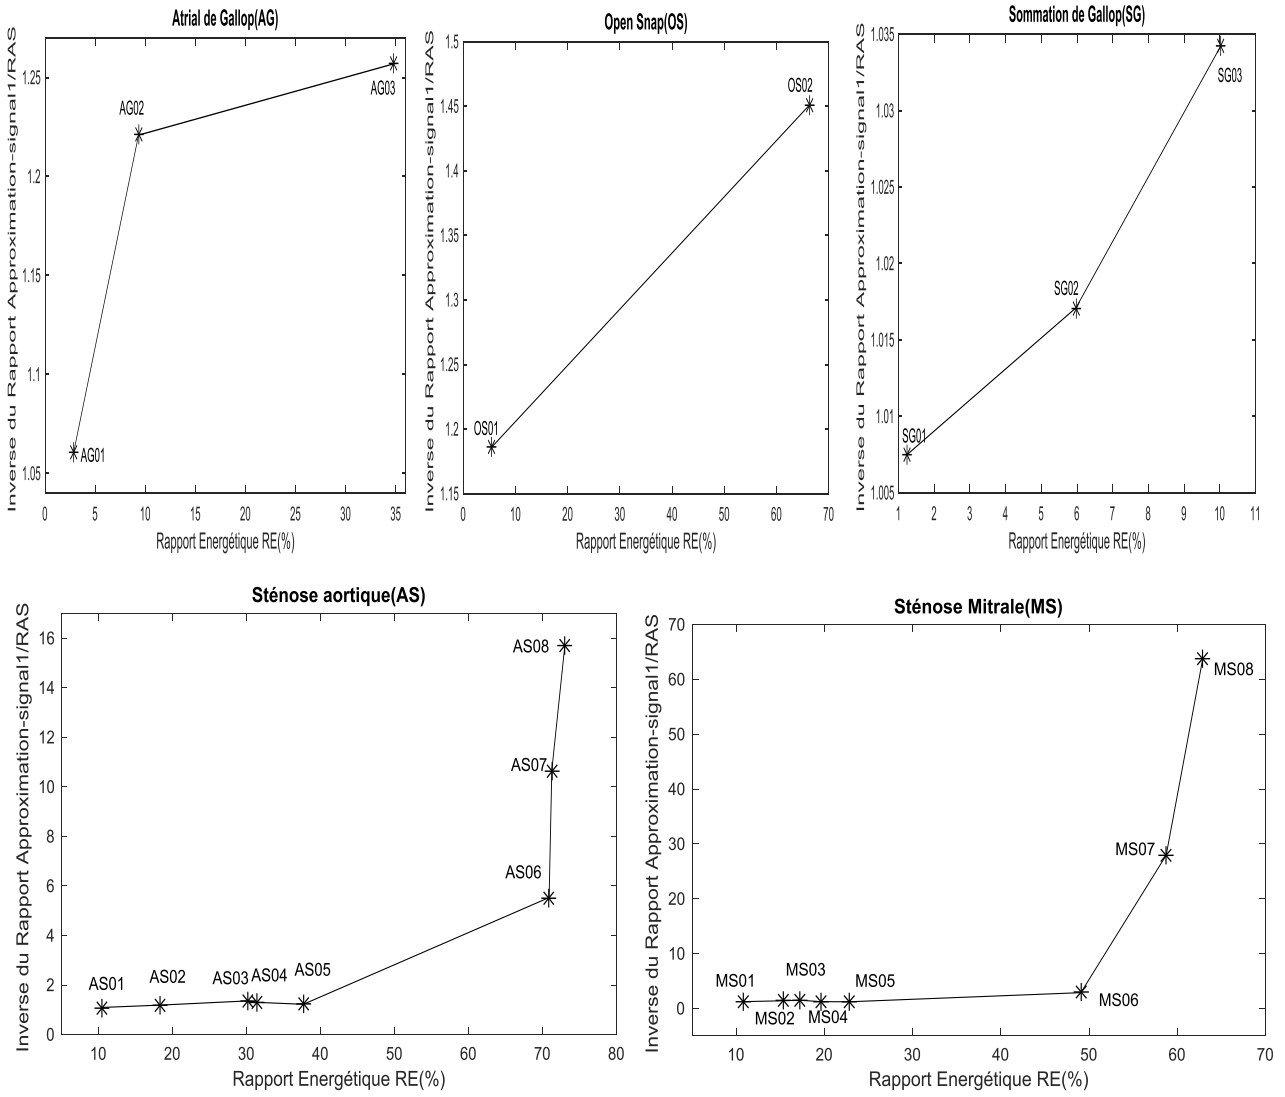 Atrial de Gallop(AG)
Inverse du Rapport Approximation-signal1/RAS
1.25
1.2
1.15
1.1
1.05
AG01
AG02
AG03
0 5 10 15 20 25 30 35
Rapport Energétique RE(%)
Open Snap(OS)
Inverse du Rapport Approximation-signal1/RAS
1.5
1.45
1.4
1.35
1.3
1.25
1.2
1.15
OS01
OS02
0 10 20 30 40 50 60 70
Rapport Energétique RE(%)
Sommation de Gallop(SG)
Inverse du Rapport Approximation-signal1/RAS
1.035
1.03
1.025
1.02
1.015
1.01
1.005
SG01
SG02
SG03
1 2 3 4 5 6 7 8 9 10 11
Rapport Energétique RE(%)
Sténose aortique(AS)
Inverse du Rapport Approximation-signal1/RAS
16
14
12
10
8
6
4
2
0
AS01
AS02
AS03
AS04
AS05
AS06
AS07
AS08
10 20 30 40 50 60 70 80
Rapport Energétique RE(%)
Sténose Mitrale(MS)
Inverse du Rapport Approximation-signal1/RAS
70
60
50
40
30
20
10
0
MS01
MS02
MS03
MS04
MS05
MS06
MS07
MS08
10 20 30 40 50 60 70
Rapport Energétique RE(%)